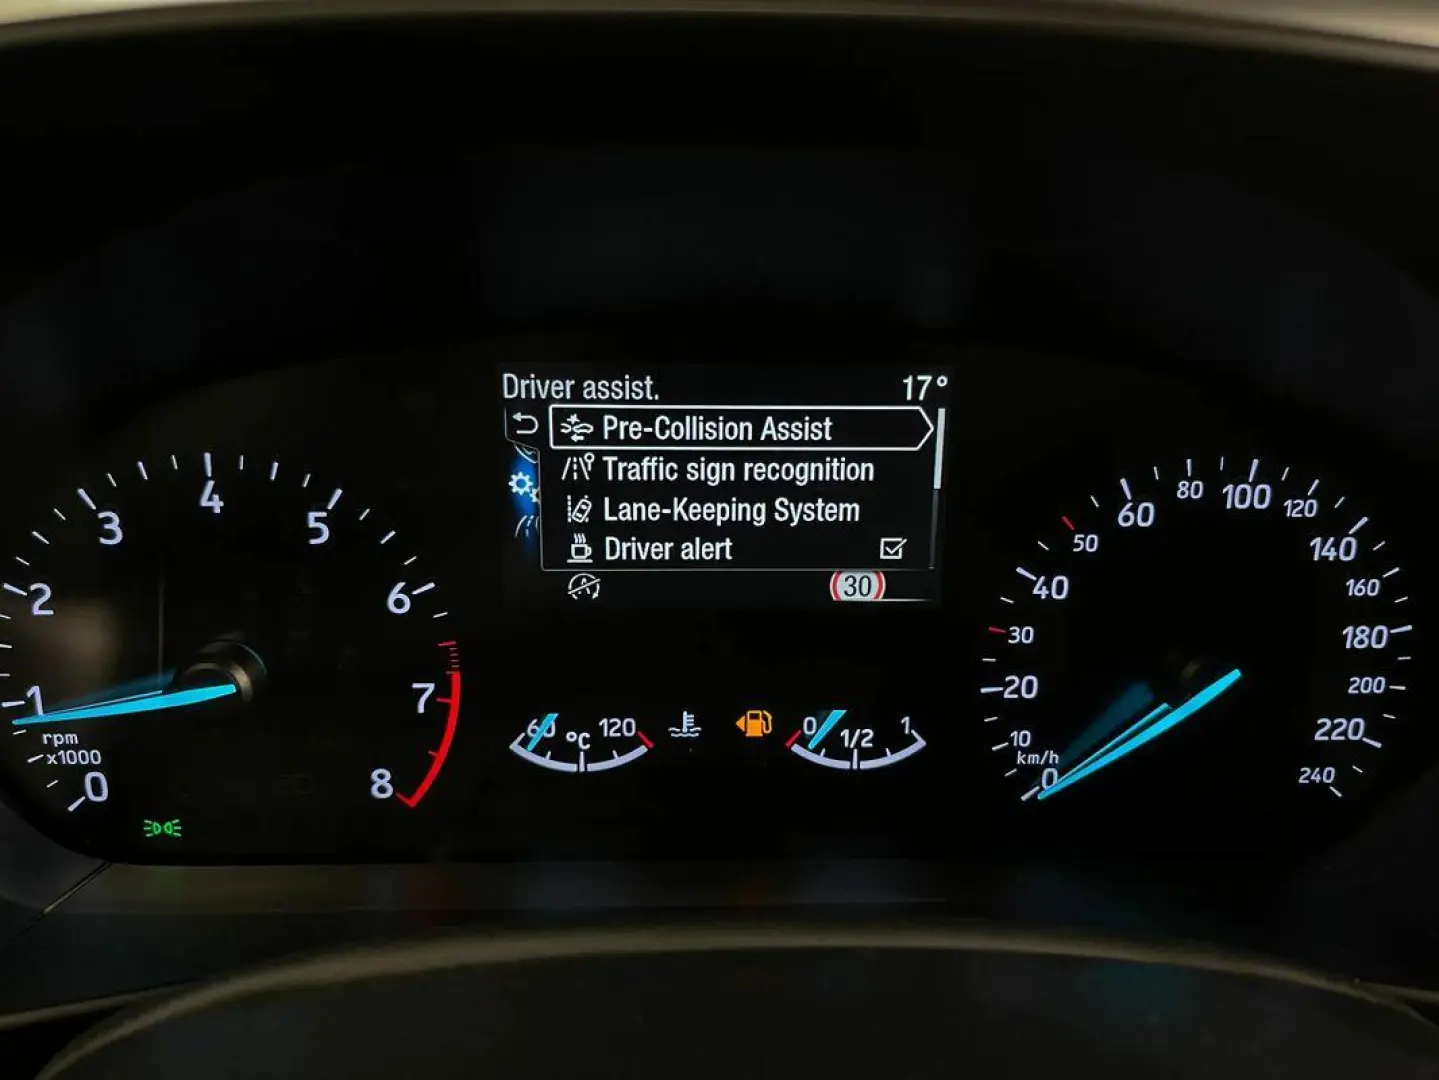 Driver assist. 17°
Pre-Collision Assist
Traffic sign recognition
Lane-Keeping System
Driver alert
30
0
1
2
3
4
5
6
7
8
rpm
x1000
60 °C 120
0 1/2 1
0
10
20
30
40
50
60
80
100
120
140
160
180
200
220
240
km/h